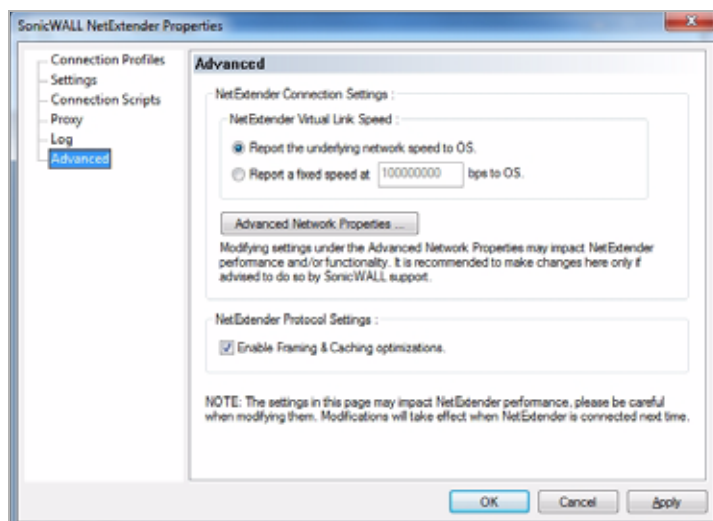 SonicWALL NetExtender Properties
Connection Profiles
Settings
Connection Scripts
Proxy
Log
Advanced
Advanced
NetExtender Connection Settings :
NetExtender Virtual Link Speed :
Report the underlying network speed to OS.
Report a fixed speed at 100000000 bps to OS.
Advanced Network Properties ...
Modifying settings under the Advanced Network Properties may impact NetExtender
performance and/or functionality. It is recommended to make changes here only if
advised to do so by SonicWALL support.
NetExtender Protocol Settings :
Enable Framing & Caching optimizations.
NOTE: The settings in this page may impact NetExtender performance, please be careful
when modifying them. Modifications will take effect when NetExtender is connected next time.
OK Cancel Apply